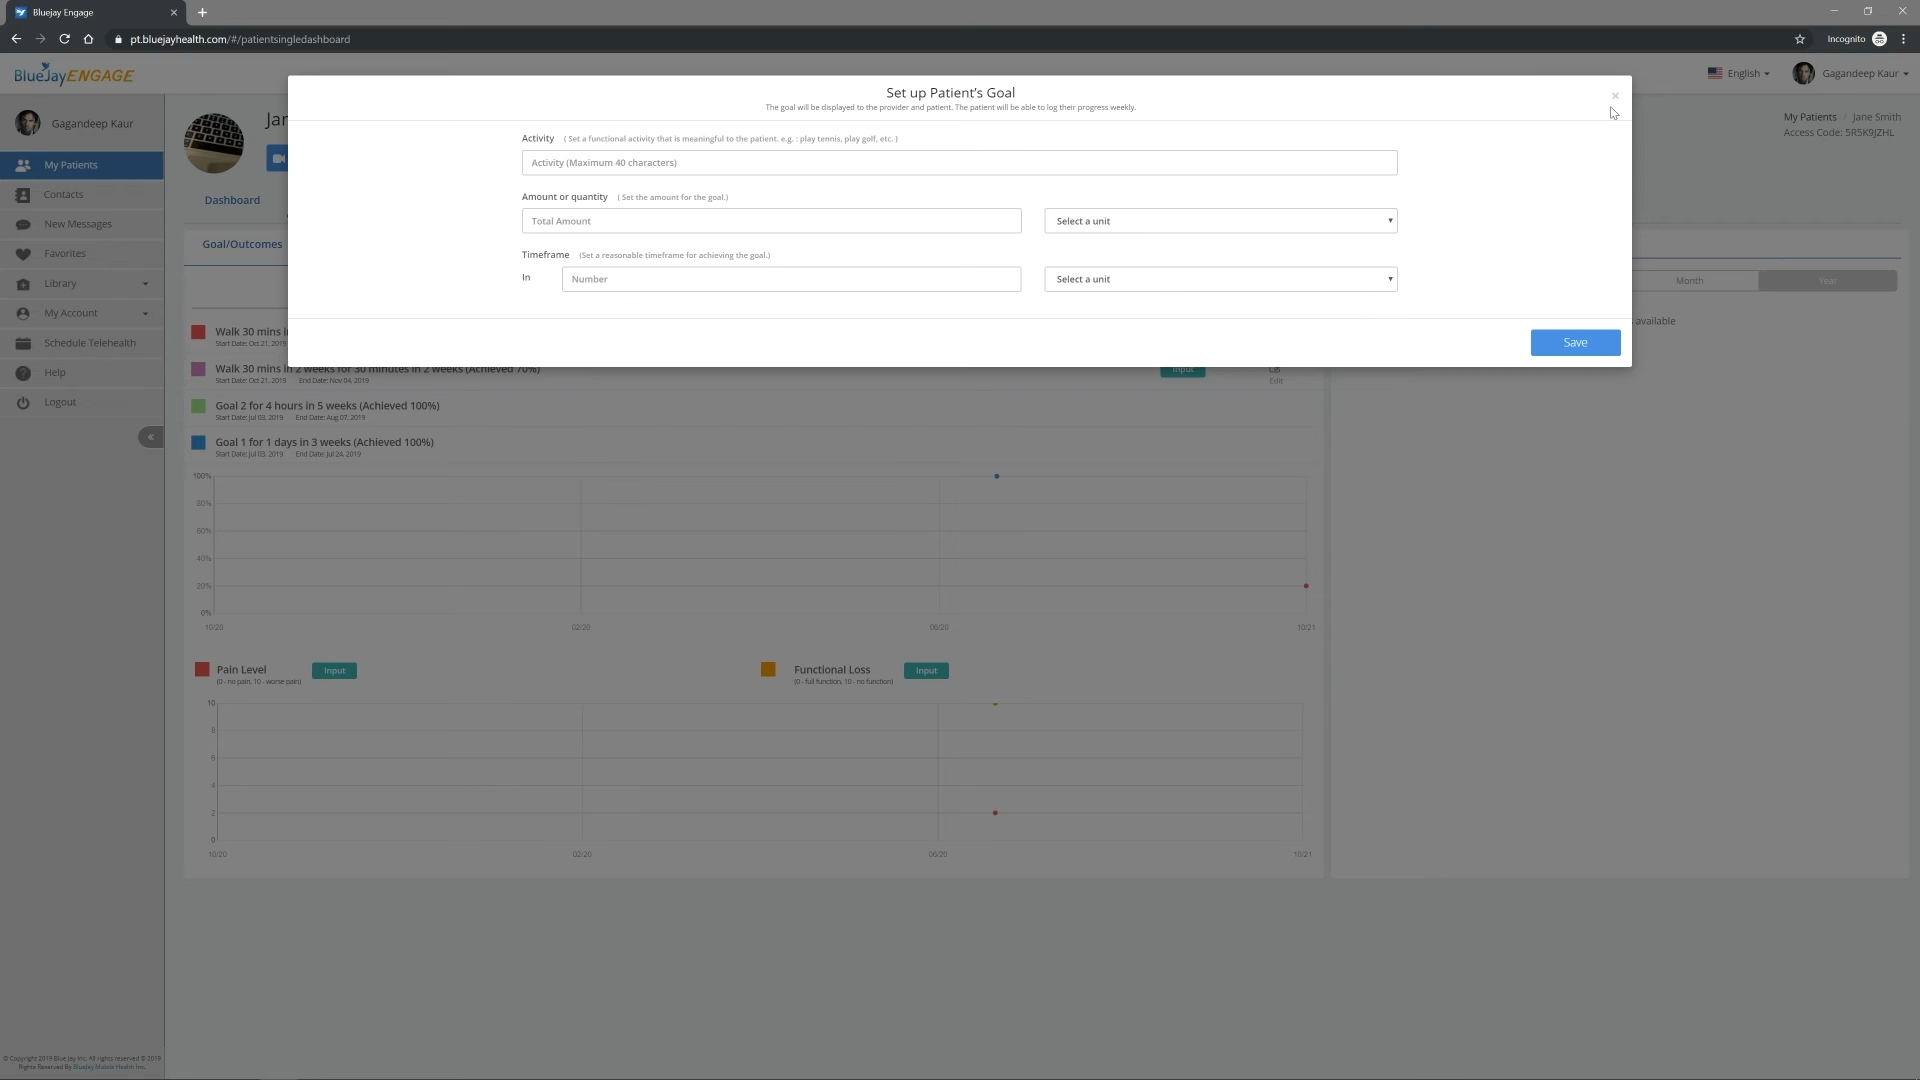 Bluejay Engage
pt.bluejayhealth.com/#/patientsingledashboard
Incognito
BlueJayENGAGE
English
Gagandeep Kaur
Gagandeep Kaur
My Patients
Contacts
New Messages
Favorites
Library
My Account
Schedule Telehealth
Help
Logout
My Patients / Jane Smith
Access Code: 5R5K9JZHL
Dashboard
Goal/Outcomes
Set up Patient's Goal
The goal will be displayed to the provider and patient. The patient will be able to log their progress weekly.
Activity ( Set a functional activity that is meaningful to the patient. e.g. : play tennis, play golf, etc. )
Activity (Maximum 40 characters)
Amount or quantity ( Set the amount for the goal.)
Total Amount
Select a unit
Timeframe (Set a reasonable timeframe for achieving the goal.)
In
Number
Select a unit
Save
Month
Year
available
Walk 30 mins
Start Date: Oct 21, 2019
Walk 30 mins in 2 weeks for 30 minutes in 2 weeks (Achieved 70%)
Start Date: Oct 21, 2019 End Date: Nov 04, 2019
Input
Edit
Goal 2 for 4 hours in 5 weeks (Achieved 100%)
Start Date: Jul 03, 2019 End Date: Aug 07, 2019
Goal 1 for 1 days in 3 weeks (Achieved 100%)
Start Date: Jul 03, 2019 End Date: Jul 24, 2019
100%
80%
60%
40%
20%
0%
10/20 02/20 06/20 10/21
Pain Level
(0 - no pain, 10 - worse pain)
Input
Functional Loss
(0 - full function, 10 - no function)
Input
10
8
6
4
2
0
10/20 02/20 06/20 10/21
© Copyright 2019 Blue Jay Inc. All rights reserved © 2019
Rights Reserved By BlueJay Mobile Health Inc.